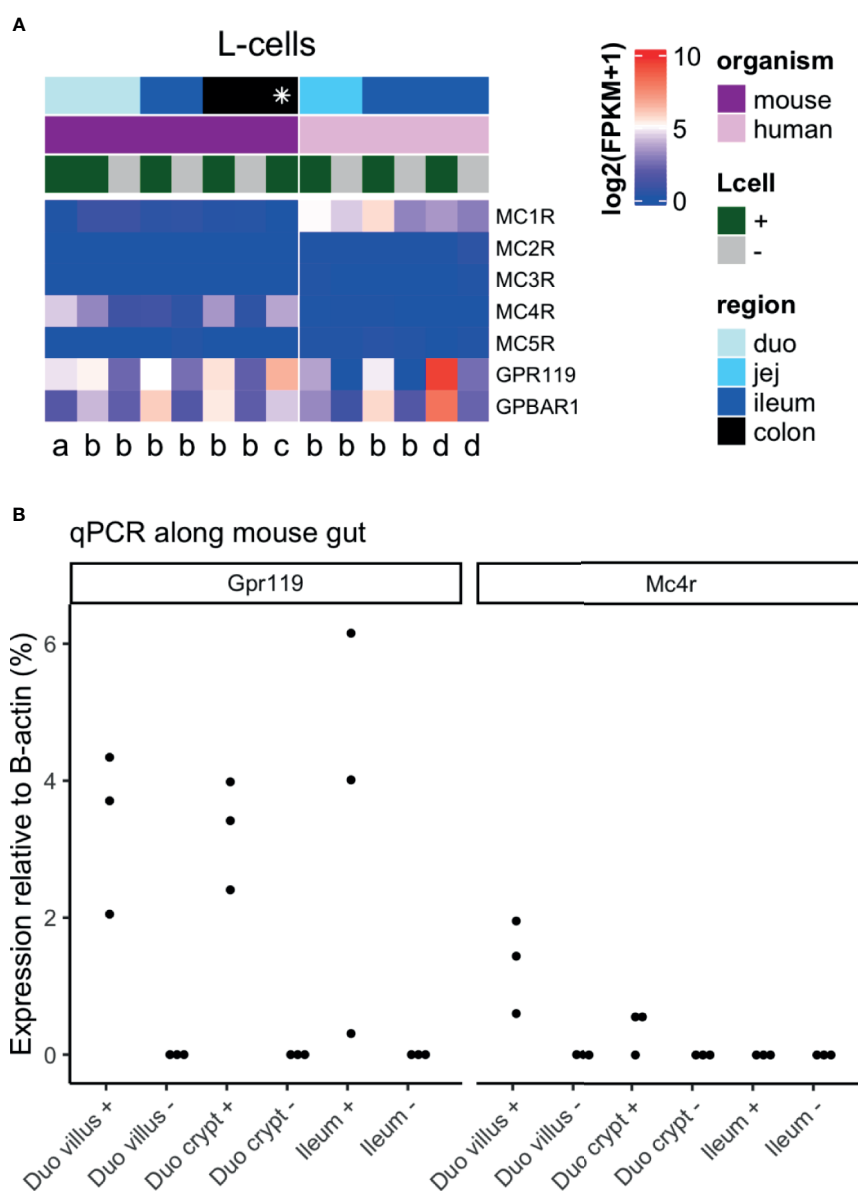 A
L-cells
*
MC1R
MC2R
MC3R
MC4R
MC5R
GPR119
GPBAR1
a b b b b b b c b b b b d d
log2(FPKM+1)
10
5
0
organism
mouse
human
Lcell
+
-
region
duo
jej
ileum
colon
B
qPCR along mouse gut
Gpr119
Mc4r
Expression relative to B-actin (%)
6
4
2
0
Duo villus +
Duo villus -
Duo crypt +
Duo crypt -
Ileum +
Ileum -
Duo villus +
Duo villus -
Duc crypt +
Duo crypt -
Ileum +
Ileum -